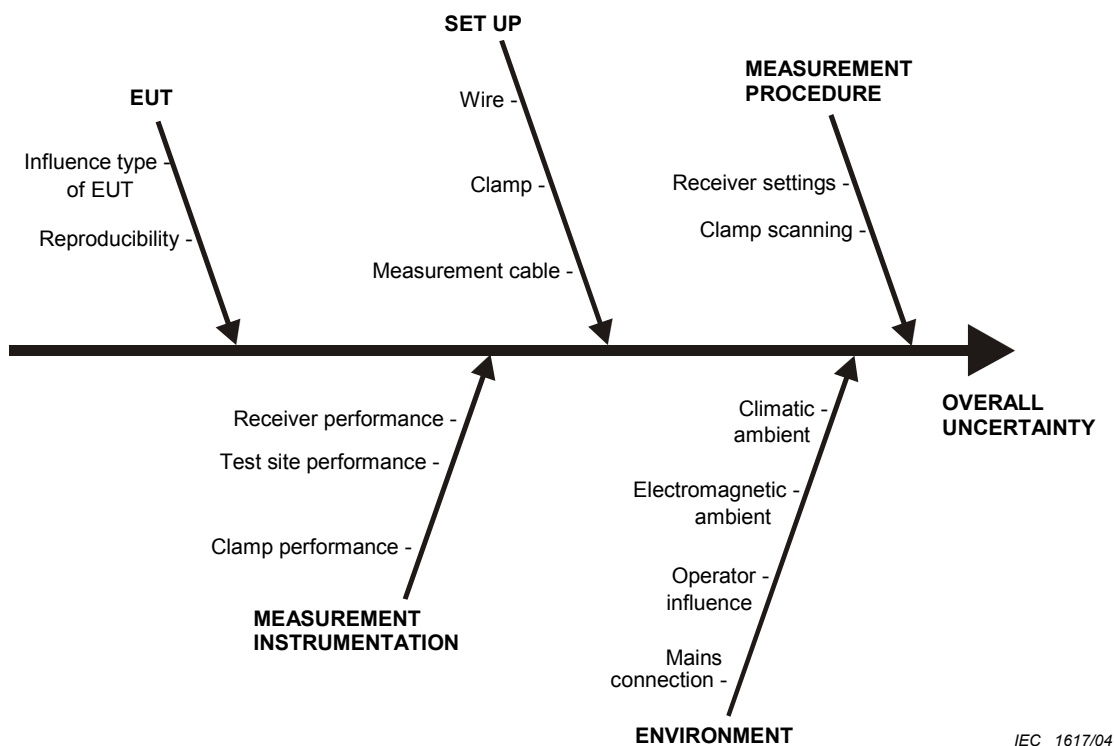 SET UP
Wire -
Clamp -
Measurement cable -
EUT
Influence type -
of EUT
Reproducibility -
MEASUREMENT
PROCEDURE
Receiver settings -
Clamp scanning -
OVERALL
UNCERTAINTY
Receiver performance -
Test site performance -
Clamp performance -
MEASUREMENT
INSTRUMENTATION
Climatic -
ambient
Electromagnetic -
ambient
Operator -
influence
Mains
connection -
ENVIRONMENT
IEC 1617/04